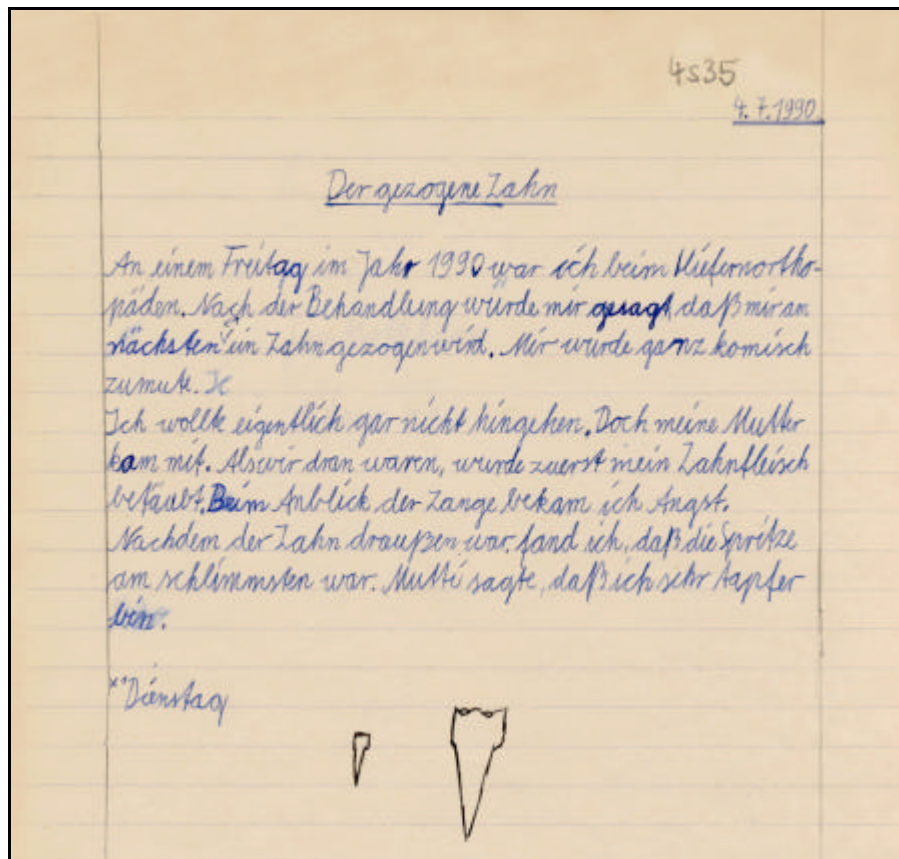 4s35
4.7.1990
Der gezogene Zahn
An einem Freitag im Jahr 1990 war ich beim Kiefernortho-
päden. Nach der Behandlung wurde mir gesagt, daß mir am
nächsten *¹ ein Zahn gezogen wird. Mir wurde ganz komisch
zumute. Ic
Ich wollte eigentlich gar nicht hingehen. Doch meine Mutter
kam mit. Als wir dran waren, wurde zuerst mein Zahnfleisch
betäubt. Beim Anblick der Zange bekam ich Angst.
Nachdem der Zahn draußen war, fand ich, daß die Spritze
am schlimmsten war. Mutti sagte, daß ich sehr tapfer
bin.
*¹ Dienstag